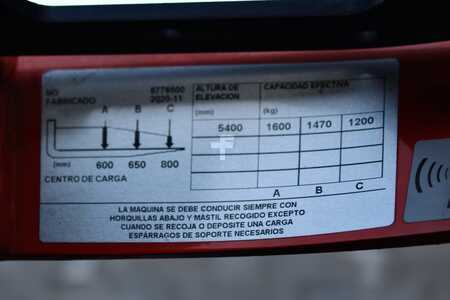 NO 6776500
FABRICADO 2020-11
A B C
(mm) 600 650 800
CENTRO DE CARGA
ALTURA DE ELEVACION CAPACIDAD EFECTIVA
(mm) (kg)
5400 1600 1470 1200
A B C
LA MAQUINA SE DEBE CONDUCIR SIEMPRE CON
HORQUILLAS ABAJO Y MASTIL RECOGIDO EXCEPTO
CUANDO SE RECOJA O DEPOSITE UNA CARGA
ESPÁRRAGOS DE SOPORTE NECESARIOS